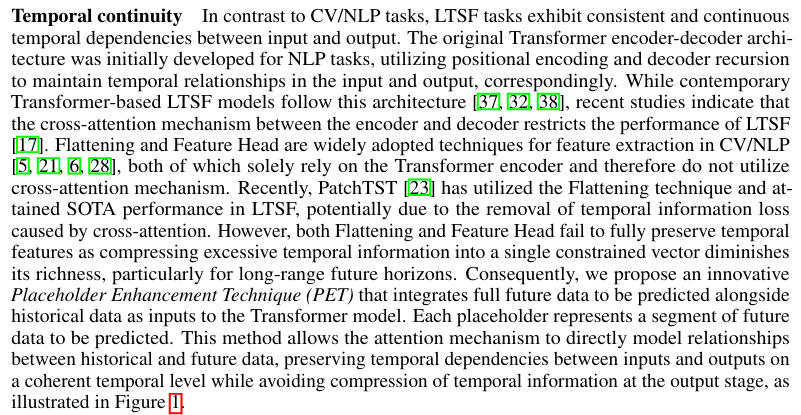 Temporal continuity In contrast to CV/NLP tasks, LTSF tasks exhibit consistent and continuous
temporal dependencies between input and output. The original Transformer encoder-decoder archi-
tecture was initially developed for NLP tasks, utilizing positional encoding and decoder recursion
to maintain temporal relationships in the input and output, correspondingly. While contemporary
Transformer-based LTSF models follow this architecture [37, 32, 38], recent studies indicate that
the cross-attention mechanism between the encoder and decoder restricts the performance of LTSF
[17]. Flattening and Feature Head are widely adopted techniques for feature extraction in CV/NLP
[5, 21, 6, 28], both of which solely rely on the Transformer encoder and therefore do not utilize
cross-attention mechanism. Recently, PatchTST [23] has utilized the Flattening technique and at-
tained SOTA performance in LTSF, potentially due to the removal of temporal information loss
caused by cross-attention. However, both Flattening and Feature Head fail to fully preserve temporal
features as compressing excessive temporal information into a single constrained vector diminishes
its richness, particularly for long-range future horizons. Consequently, we propose an innovative
Placeholder Enhancement Technique (PET) that integrates full future data to be predicted alongside
historical data as inputs to the Transformer model. Each placeholder represents a segment of future
data to be predicted. This method allows the attention mechanism to directly model relationships
between historical and future data, preserving temporal dependencies between inputs and outputs on
a coherent temporal level while avoiding compression of temporal information at the output stage, as
illustrated in Figure 1.